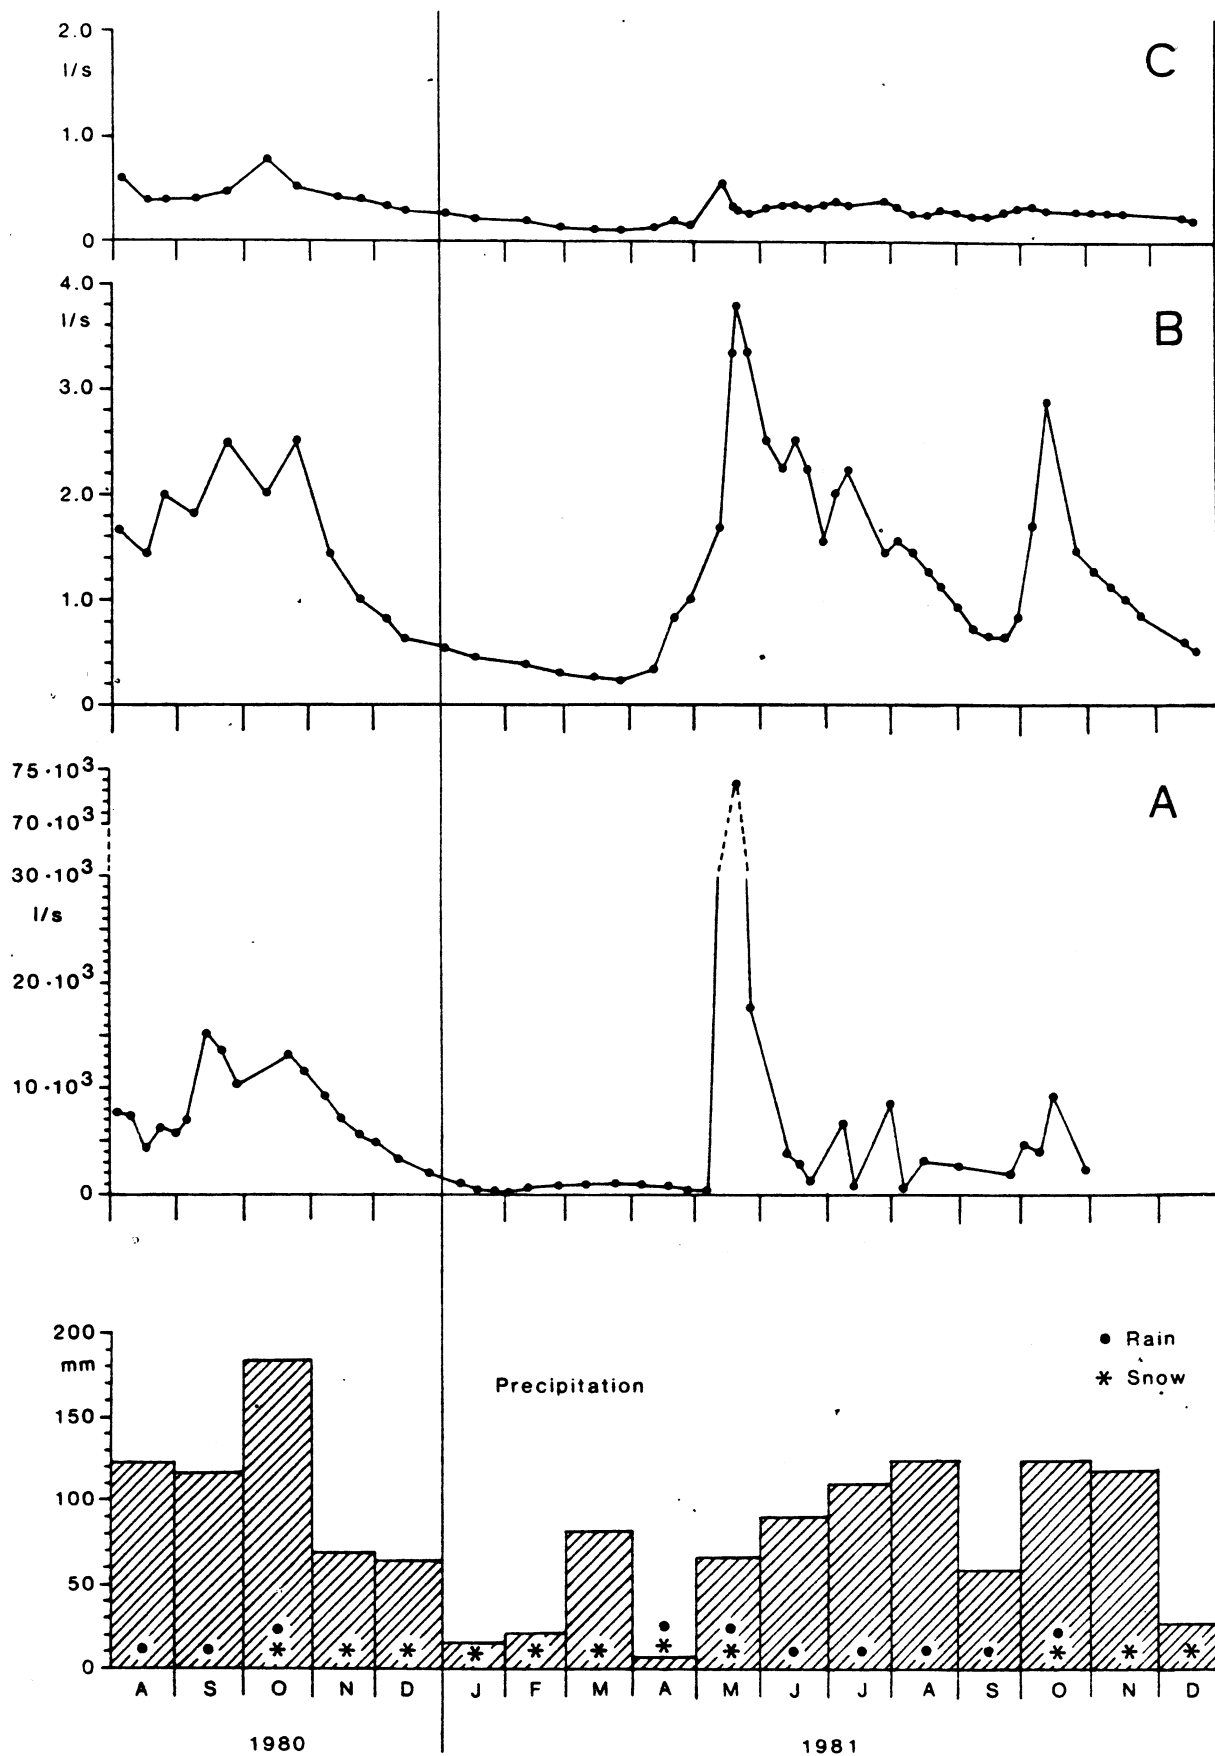 2.0
l/s
1.0
0
C
4.0
l/s
3.0
2.0
1.0
0
B
75·10³
70·10³
30·10³
l/s
20·10³
10·10³
0
A
200
mm
150
100
50
0
Precipitation
● Rain
* Snow
A S O N D J F M A M J J A S O N D
1980 1981